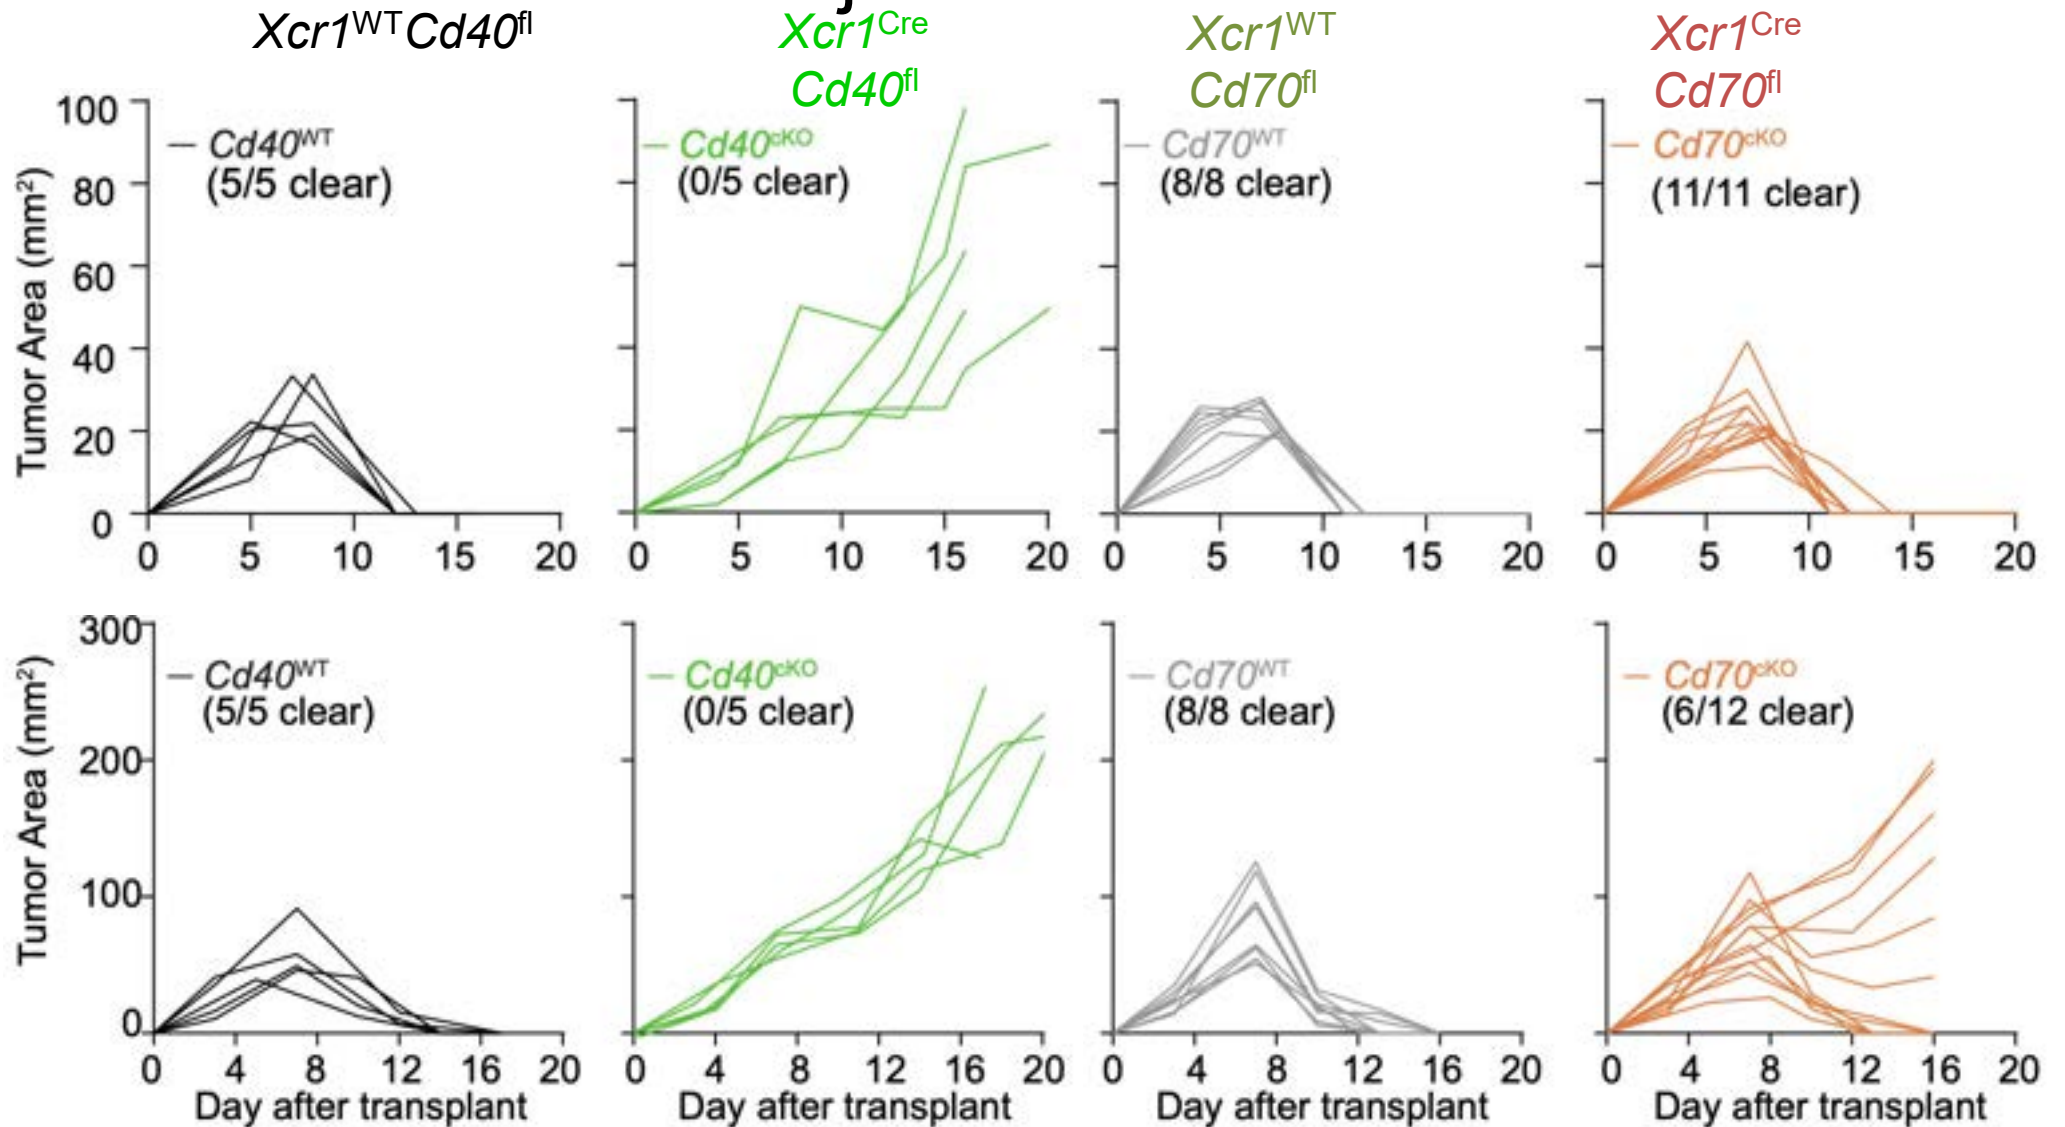 Xcr1WTCd40fl
Xcr1Cre
Cd40fl
Xcr1WT
Cd70fl
Xcr1Cre
Cd70fl
Tumor Area (mm2)
100
80
60
40
20
0
Cd40WT
(5/5 clear)
0 5 10 15 20
Cd40cKO
(0/5 clear)
0 5 10 15 20
Cd70WT
(8/8 clear)
0 5 10 15 20
Cd70cKO
(11/11 clear)
0 5 10 15 20
Tumor Area (mm2)
300
200
100
0
Cd40WT
(5/5 clear)
0 4 8 12 16 20
Day after transplant
Cd40cKO
(0/5 clear)
0 4 8 12 16 20
Day after transplant
Cd70WT
(8/8 clear)
0 4 8 12 16 20
Day after transplant
Cd70cKO
(6/12 clear)
0 4 8 12 16 20
Day after transplant